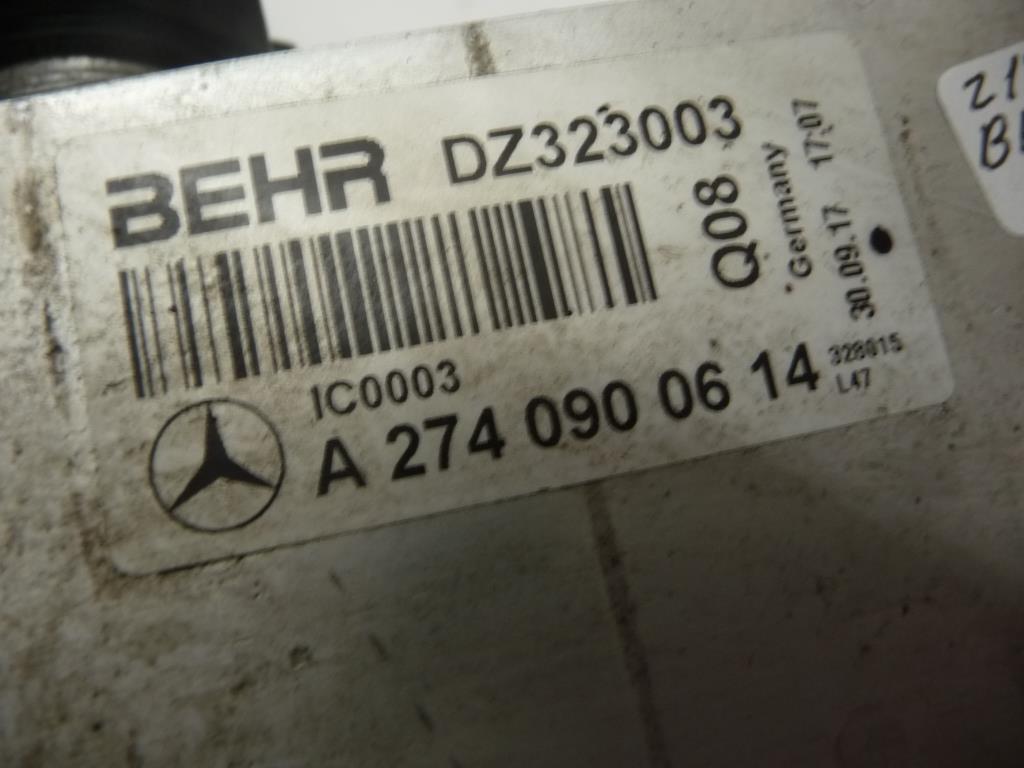 BEHR DZ323003
Q08
Germany
30.09.17 17:07
IC0003
A 274 090 06 14
328015
L47